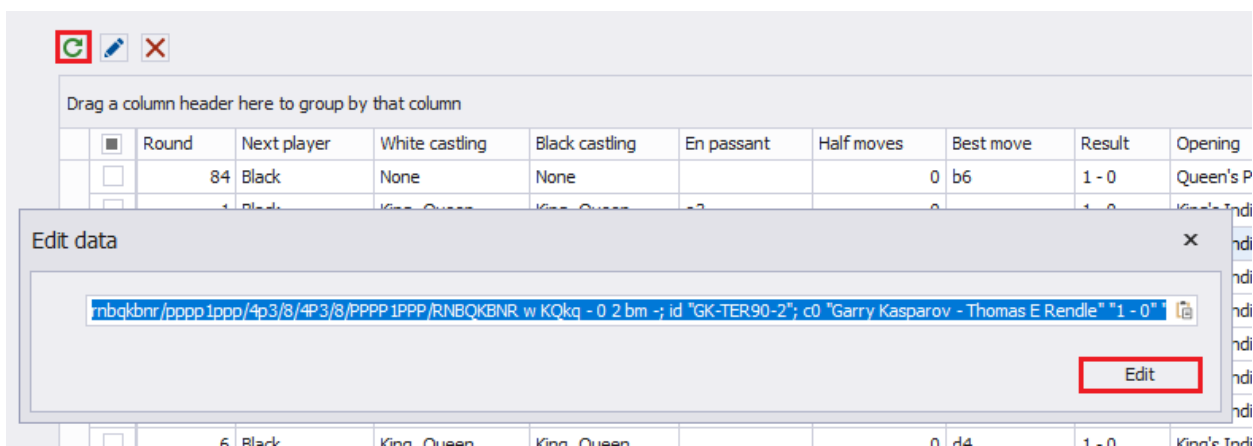 Drag a column header here to group by that column
Round Next player White castling Black castling En passant Half moves Best move Result Opening
84 Black None None 0 b6 1 - 0 Queen's P
Edit data
rnbqkbnr/pppp1ppp/4p3/8/4P3/8/PPPP1PPP/RNBQKBNR w KQkq - 0 2 bm -; id "GK-TER90-2"; c0 "Garry Kasparov - Thomas E Rendle" "1 - 0" "
Edit
6 Black King, Queen King, Queen 0 d4 1 - 0 King's Indi